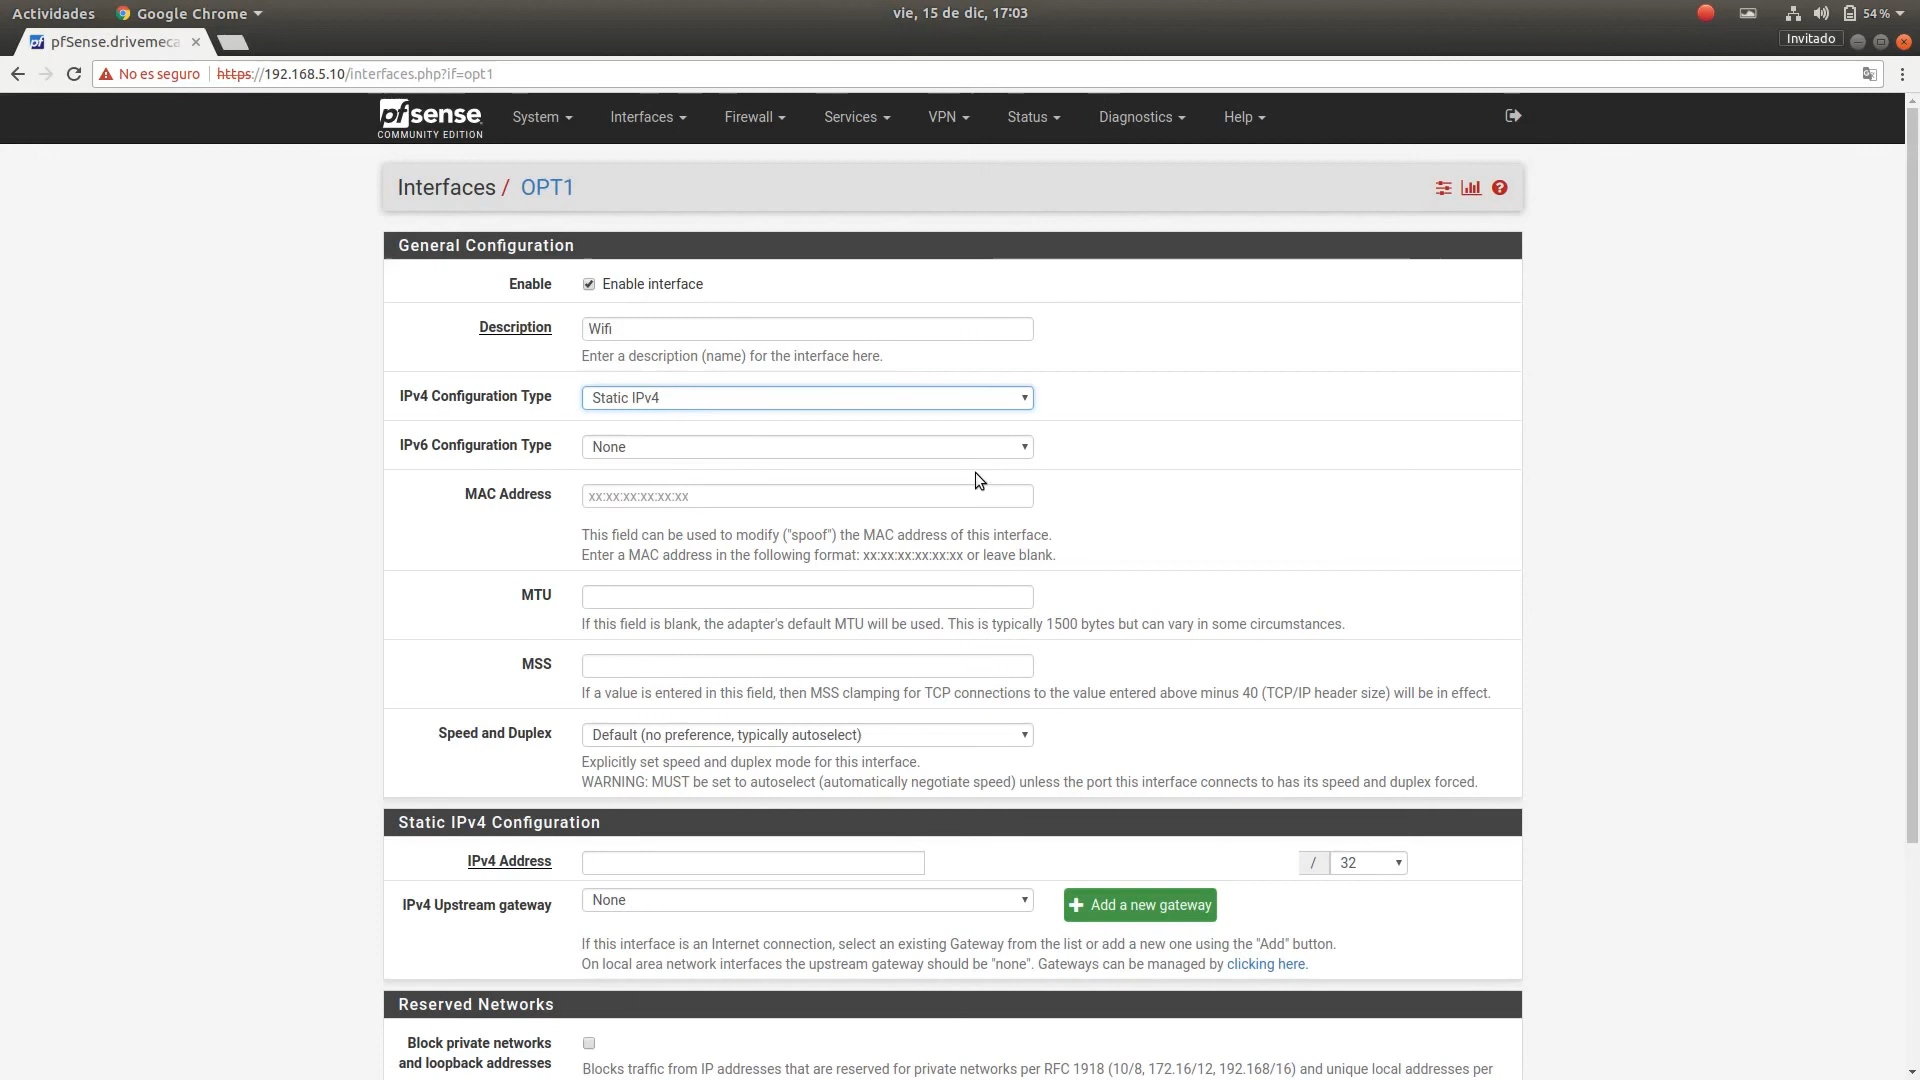 Actividades Google Chrome vie, 15 de dic, 17:03 54 %
pfSense.drivemeca Invitado
No es seguro https://192.168.5.10/interfaces.php?if=opt1
pfsense COMMUNITY EDITION System Interfaces Firewall Services VPN Status Diagnostics Help
Interfaces / OPT1
General Configuration
Enable Enable interface
Description Wifi
Enter a description (name) for the interface here.
IPv4 Configuration Type Static IPv4
IPv6 Configuration Type None
MAC Address xx:xx:xx:xx:xx:xx
This field can be used to modify ("spoof") the MAC address of this interface.
Enter a MAC address in the following format: xx:xx:xx:xx:xx:xx or leave blank.
MTU
If this field is blank, the adapter's default MTU will be used. This is typically 1500 bytes but can vary in some circumstances.
MSS
If a value is entered in this field, then MSS clamping for TCP connections to the value entered above minus 40 (TCP/IP header size) will be in effect.
Speed and Duplex Default (no preference, typically autoselect)
Explicitly set speed and duplex mode for this interface.
WARNING: MUST be set to autoselect (automatically negotiate speed) unless the port this interface connects to has its speed and duplex forced.
Static IPv4 Configuration
IPv4 Address / 32
IPv4 Upstream gateway None Add a new gateway
If this interface is an Internet connection, select an existing Gateway from the list or add a new one using the "Add" button.
On local area network interfaces the upstream gateway should be "none". Gateways can be managed by clicking here.
Reserved Networks
Block private networks
and loopback addresses
Blocks traffic from IP addresses that are reserved for private networks per RFC 1918 (10/8, 172.16/12, 192.168/16) and unique local addresses per